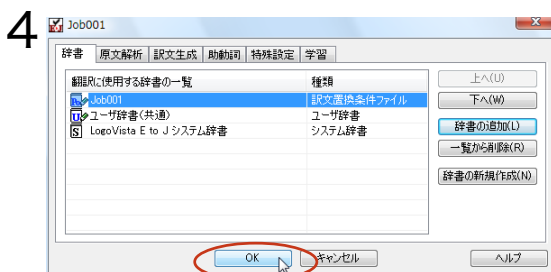 4
Job001
辞書 原文解析 訳文生成 助動詞 特殊設定 学習
翻訳に使用する辞書の一覧 種類
Job001 訳文置換条件ファイル
ユーザ辞書(共通) ユーザ辞書
LogoVista E to J システム辞書 システム辞書
上へ(U)
下へ(W)
辞書の追加(L)
一覧から削除(R)
辞書の新規作成(N)
OK キャンセル ヘルプ